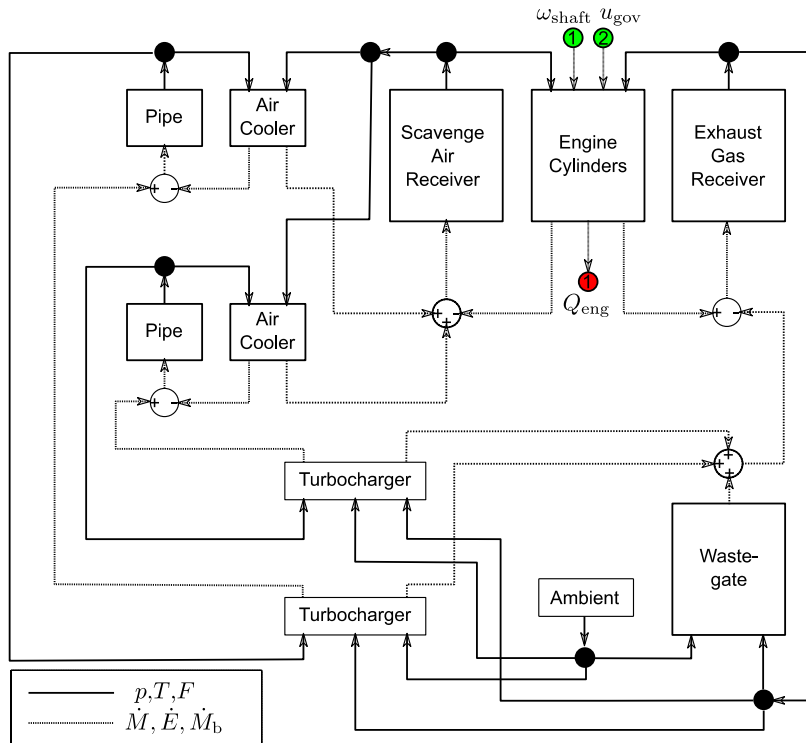 ω_shaft u_gov
1 2
Pipe
Air
Cooler
Scavenge
Air
Receiver
Engine
Cylinders
Exhaust
Gas
Receiver
+ -
1
Q_eng
+ - +
+ -
Pipe
Air
Cooler
+ -
Turbocharger
+ + +
Waste-
gate
Ambient
Turbocharger
p,T,F
Ṁ, Ė, Ṁ_b